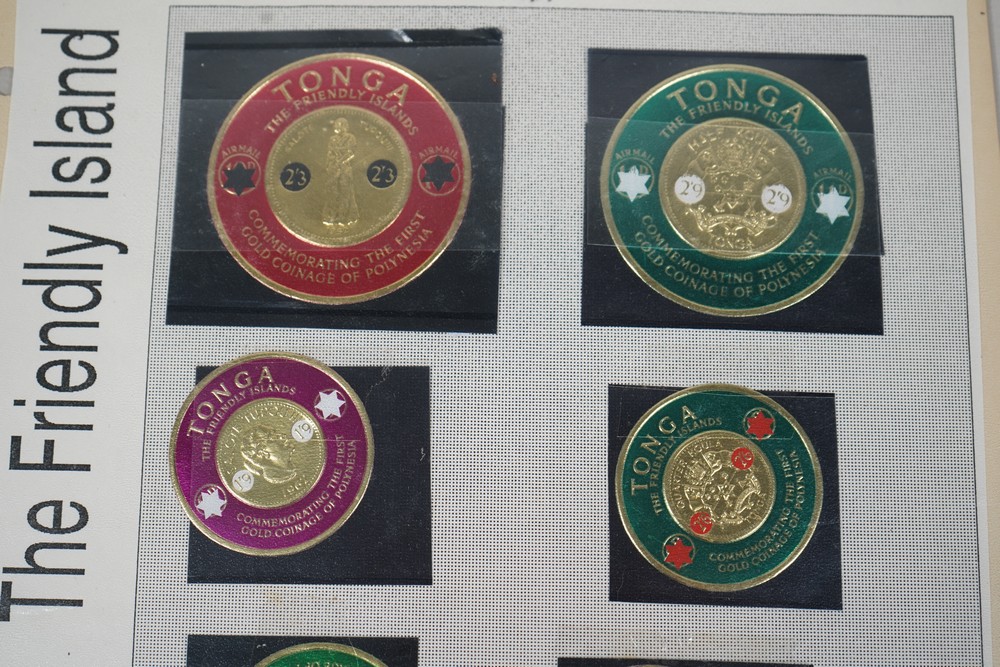 The Friendly Island
TONGA
THE FRIENDLY ISLANDS
AIRMAIL
AIRMAIL
2'3
2'3
COMMEMORATING THE FIRST
GOLD COINAGE OF POLYNESIA
TONGA
THE FRIENDLY ISLANDS
AIRMAIL
AIRMAIL
2'9
2'9
TONGA
COMMEMORATING THE FIRST
GOLD COINAGE OF POLYNESIA
TONGA
THE FRIENDLY ISLANDS
1'9
1'9
COMMEMORATING THE FIRST
GOLD COINAGE OF POLYNESIA
TONGA
THE FRIENDLY ISLANDS
QUARTER KOULA
COMMEMORATING THE FIRST
GOLD COINAGE OF POLYNESIA